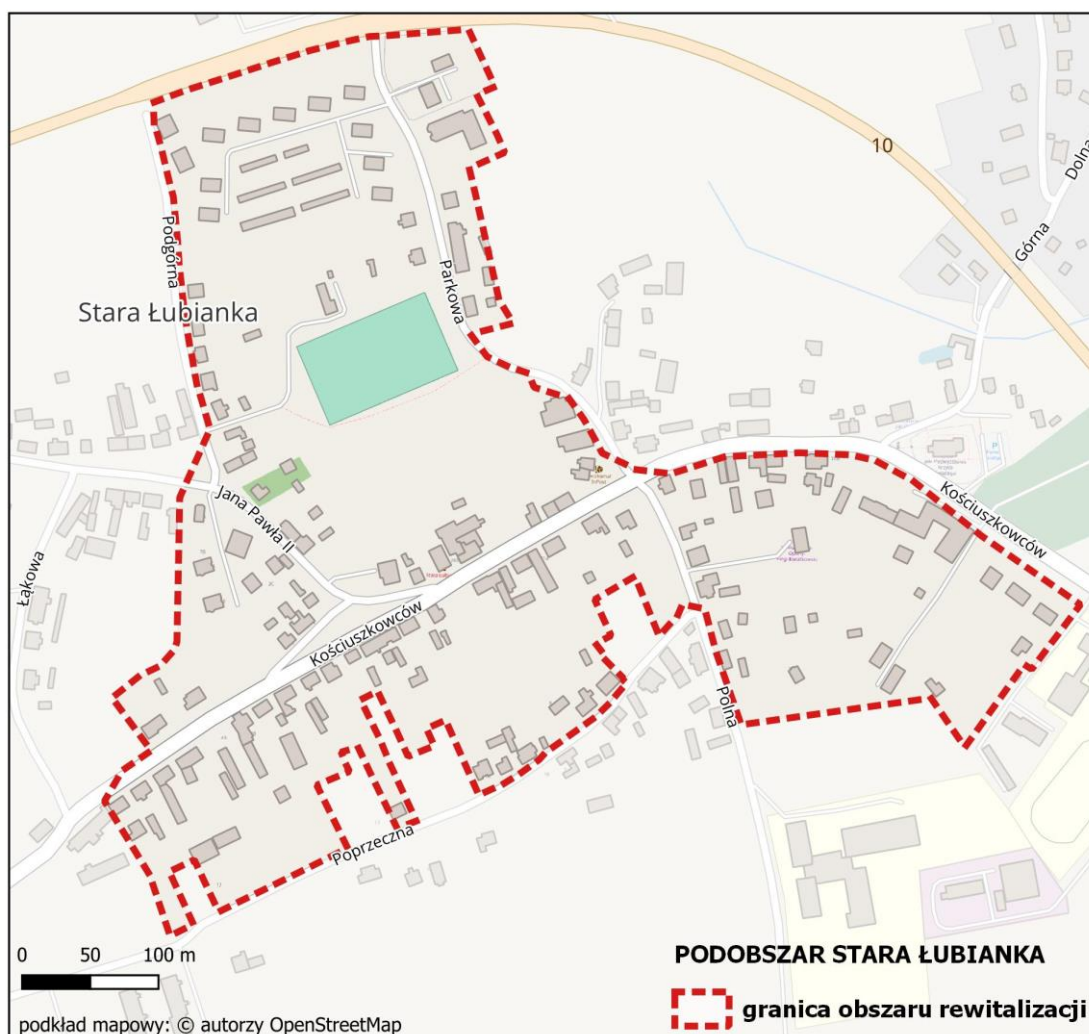 10
Dolna
Górna
Podgórna
Parkowa
Stara Łubianka
Jana Pawła II
Kościuszkowców
Łąkowa
Kościuszkowców
Polna
Poprzeczna
0 50 100 m
PODOBSZAR STARA ŁUBIANKA
granica obszaru rewitalizacji
podkład mapowy: © autorzy OpenStreetMap